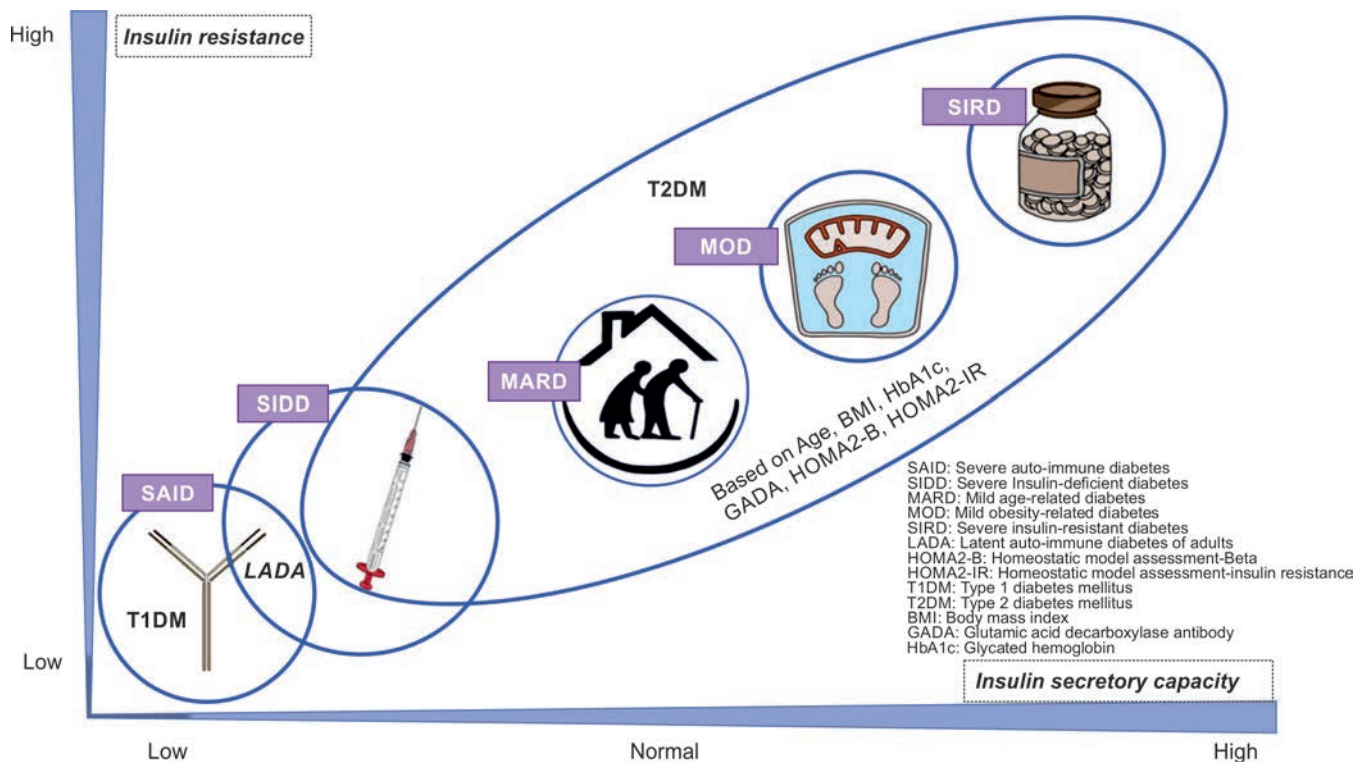 High
Insulin resistance
SIRD
T2DM
MOD
MARD
SIDD
Based on Age, BMI, HbA1c,
GADA, HOMA2-B, HOMA2-IR
SAID
LADA
T1DM
SAID: Severe auto-immune diabetes
SIDD: Severe Insulin-deficient diabetes
MARD: Mild age-related diabetes
MOD: Mild obesity-related diabetes
SIRD: Severe insulin-resistant diabetes
LADA: Latent auto-immune diabetes of adults
HOMA2-B: Homeostatic model assessment-Beta
HOMA2-IR: Homeostatic model assessment-insulin resistance
T1DM: Type 1 diabetes mellitus
T2DM: Type 2 diabetes mellitus
BMI: Body mass index
GADA: Glutamic acid decarboxylase antibody
HbA1c: Glycated hemoglobin
Low
Insulin secretory capacity
Low
Normal
High